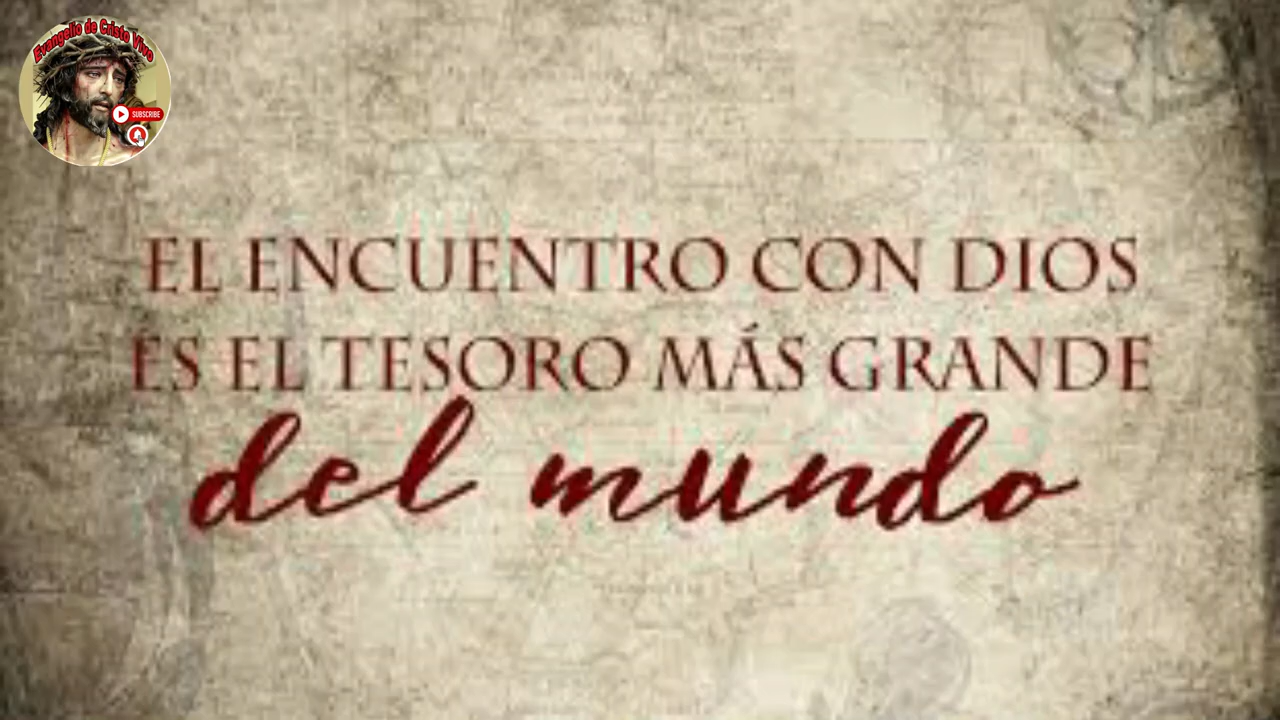 Evangelio de Cristo Vivo
SUBSCRIBE
EL ENCUENTRO CON DIOS
ES EL TESORO MÁS GRANDE
del mundo